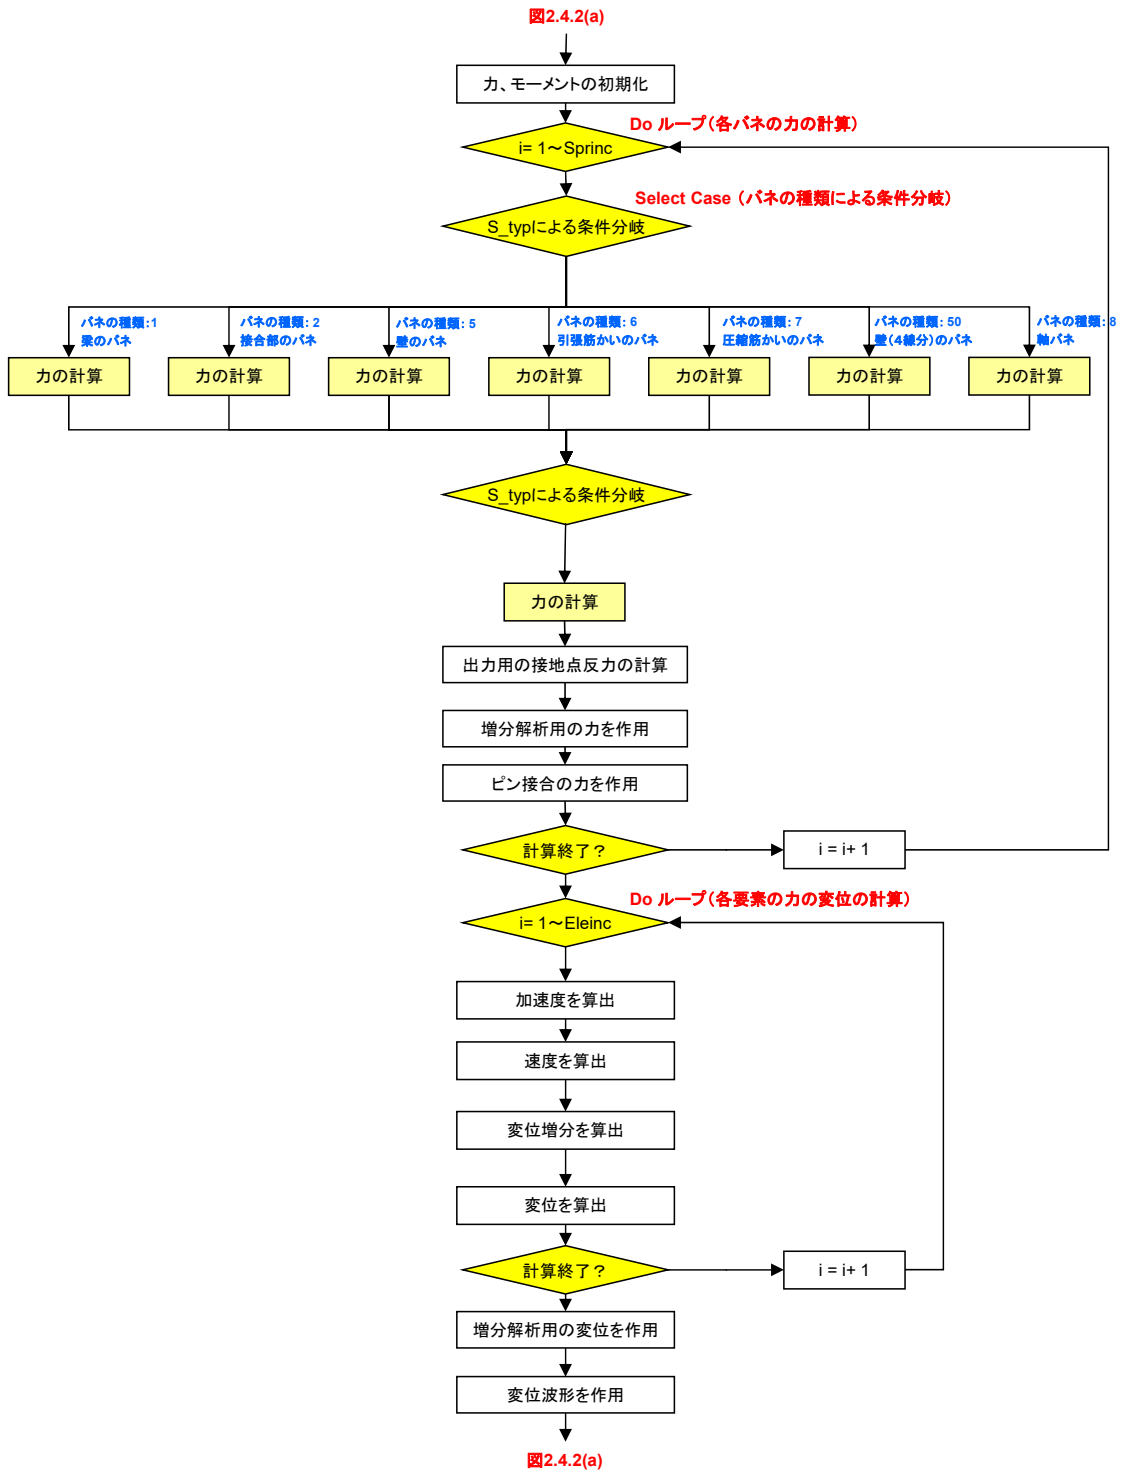 図2.4.2(a)
力、モーメントの初期化
Do ループ（各バネの力の計算）
i= 1～Sprinc
Select Case（バネの種類による条件分岐）
S_typによる条件分岐
バネの種類：1
梁のバネ
バネの種類：2
接合部のバネ
バネの種類：5
壁のバネ
バネの種類：6
引張筋かいのバネ
バネの種類：7
圧縮筋かいのバネ
バネの種類：50
壁（4線分）のバネ
バネの種類：8
軸バネ
力の計算
力の計算
力の計算
力の計算
力の計算
力の計算
力の計算
S_typによる条件分岐
力の計算
出力用の接地点反力の計算
増分解析用の力を作用
ピン接合の力を作用
計算終了？
i = i+ 1
Do ループ（各要素の力の変位の計算）
i= 1～Eleinc
加速度を算出
速度を算出
変位増分を算出
変位を算出
計算終了？
i = i+ 1
増分解析用の変位を作用
変位波形を作用
図2.4.2(a)